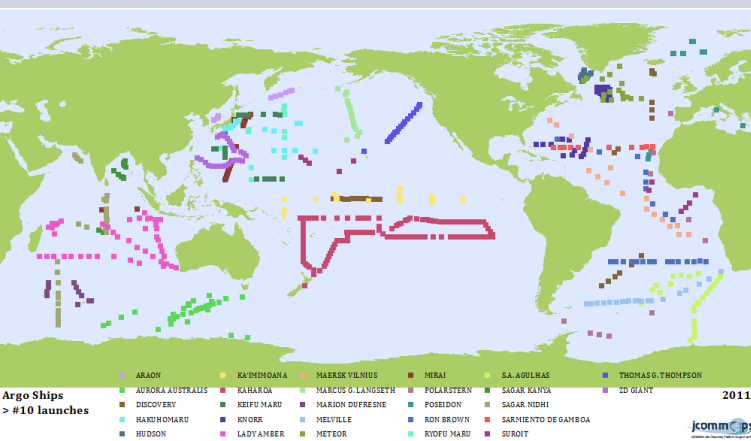 ARAON KA'IMIMOANA MAERSK VILNIUS MIRAI S.A. AGULHAS THOMAS G. THOMPSON
AURORA AUSTRALIS KAHAROA MARCUS G. LANGSETH POLARSTERN SAGAR KANYA ZD GIANT
DISCOVERY KEIFU MARU MARION DUFRESNE POSEIDON SAGAR NIDHI
HAKUHOMARU KNORR MELVILLE RON BROWN SARMIENTO DE GAMBOA
HUDSON LADY AMBER METEOR RYOFU MARU SUROIT
Argo Ships
> #10 launches
2011
jcommops